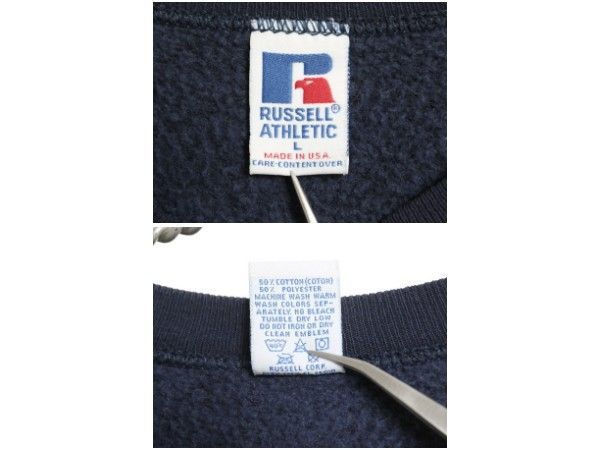 R
RUSSELL®
ATHLETIC
L
MADE IN U.S.A.
CARE-CONTENT OVER
50% COTTON (COTON)
50% POLYESTER
MACHINE WASH WARM
WASH COLORS SEP-
ARATELY. NO BLEACH
TUMBLE DRY LOW
DO NOT IRON OR DRY
CLEAN EMBLEM
RUSSELL CORP.